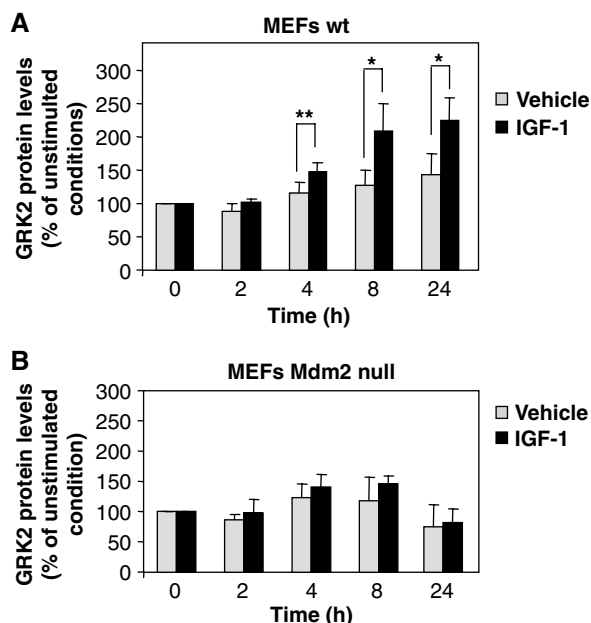 A
MEFs wt
GRK2 protein levels
(% of unstimulted
conditions)
300
250
200
150
100
50
0
**
*
*
Vehicle
IGF-1
0 2 4 8 24
Time (h)
B
MEFs Mdm2 null
GRK2 protein levels
(% of unstimulated
condition)
300
250
200
150
100
50
0
Vehicle
IGF-1
0 2 4 8 24
Time (h)